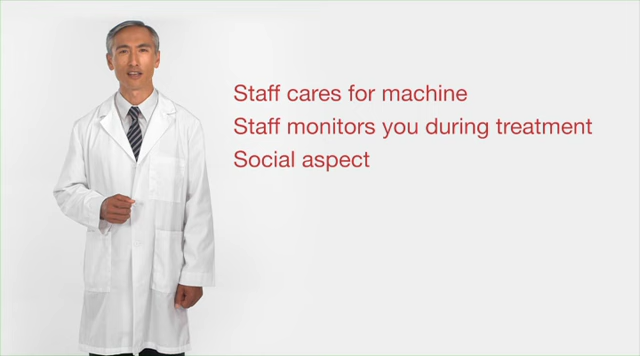 Staff cares for machine
Staff monitors you during treatment
Social aspect